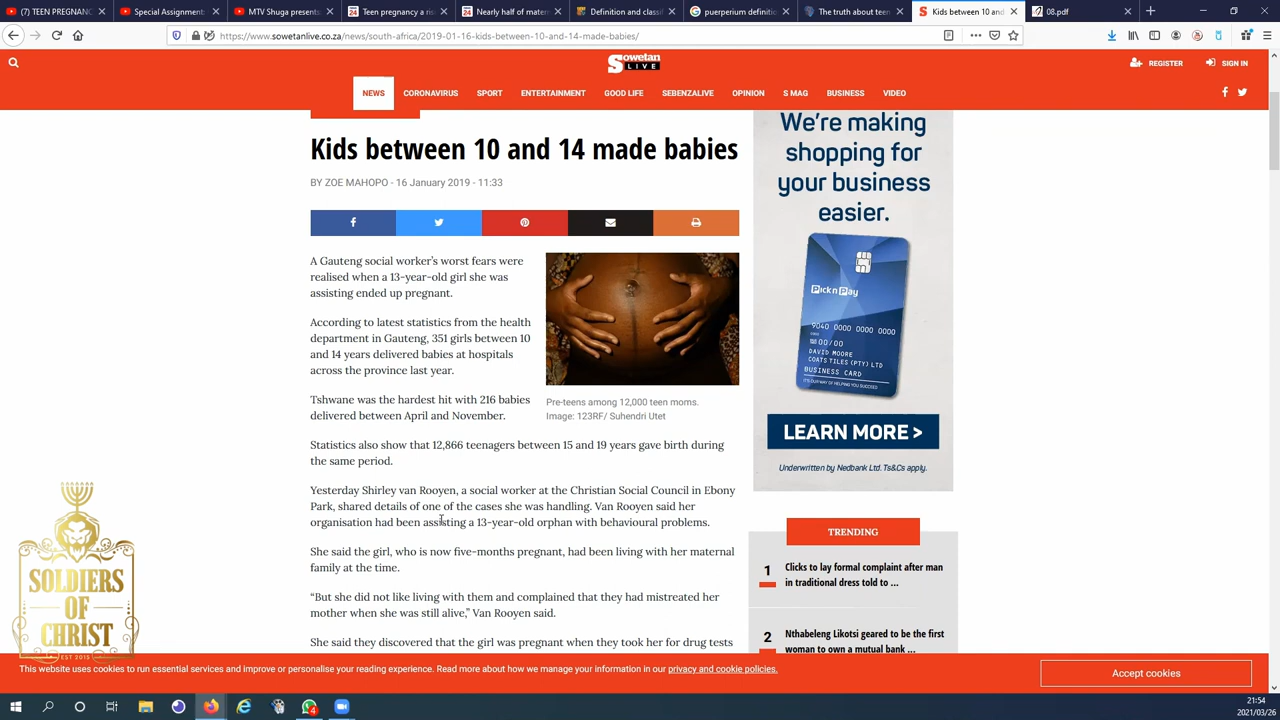 (7) TEEN PREGNANC
Special Assignment:
MTV Shuga presents:
Teen pregnancy a ris
Nearly half of mater
Definition and classif
puerperium definitio
The truth about teen
Kids between 10 and
08.pdf
https://www.sowetanlive.co.za/news/south-africa/2019-01-16-kids-between-10-and-14-made-babies/
Sowetan
LIVE
REGISTER
SIGN IN
NEWS
CORONAVIRUS
SPORT
ENTERTAINMENT
GOOD LIFE
SEBENZALIVE
OPINION
S MAG
BUSINESS
VIDEO
Kids between 10 and 14 made babies
BY ZOE MAHOPO - 16 January 2019 - 11:33
A Gauteng social worker's worst fears were
realised when a 13-year-old girl she was
assisting ended up pregnant.
According to latest statistics from the health
department in Gauteng, 351 girls between 10
and 14 years delivered babies at hospitals
across the province last year.
Tshwane was the hardest hit with 216 babies
delivered between April and November.
Pre-teens among 12,000 teen moms.
Image: 123RF/ Suhendri Utet
Statistics also show that 12,866 teenagers between 15 and 19 years gave birth during
the same period.
Yesterday Shirley van Rooyen, a social worker at the Christian Social Council in Ebony
Park, shared details of one of the cases she was handling. Van Rooyen said her
organisation had been assisting a 13-year-old orphan with behavioural problems.
She said the girl, who is now five-months pregnant, had been living with her maternal
family at the time.
“But she did not like living with them and complained that they had mistreated her
mother when she was still alive,” Van Rooyen said.
She said they discovered that the girl was pregnant when they took her for drug tests
We're making
shopping for
your business
easier.
Pick n Pay
9040 0000 0000 0000
00/00
DAVID MOORE
COATS TILES (PTY) LTD
BUSINESS CARD
LEARN MORE >
Underwritten by Nedbank Ltd. Ts&Cs apply.
TRENDING
1
Clicks to lay formal complaint after man
in traditional dress told to ...
2
Nthabeleng Likotsi geared to be the first
woman to own a mutual bank ...
SOLDIERS
OF
CHRIST
EST 2015
This website uses cookies to run essential services and improve or personalise your reading experience. Read more about how we manage your information in our privacy and cookie policies.
Accept cookies
4
21:54
2021/03/26